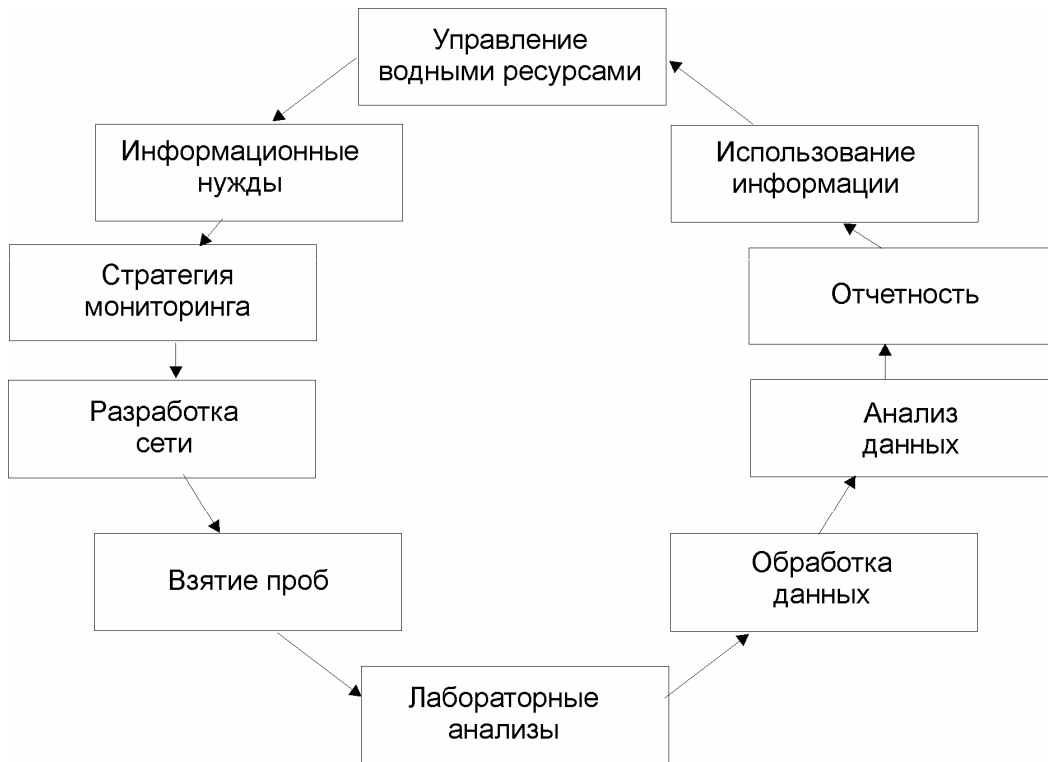 Управление
водными ресурсами
Информационные
нужды
Использование
информации
Стратегия
мониторинга
Отчетность
Разработка
сети
Анализ
данных
Взятие проб
Обработка
данных
Лабораторные
анализы